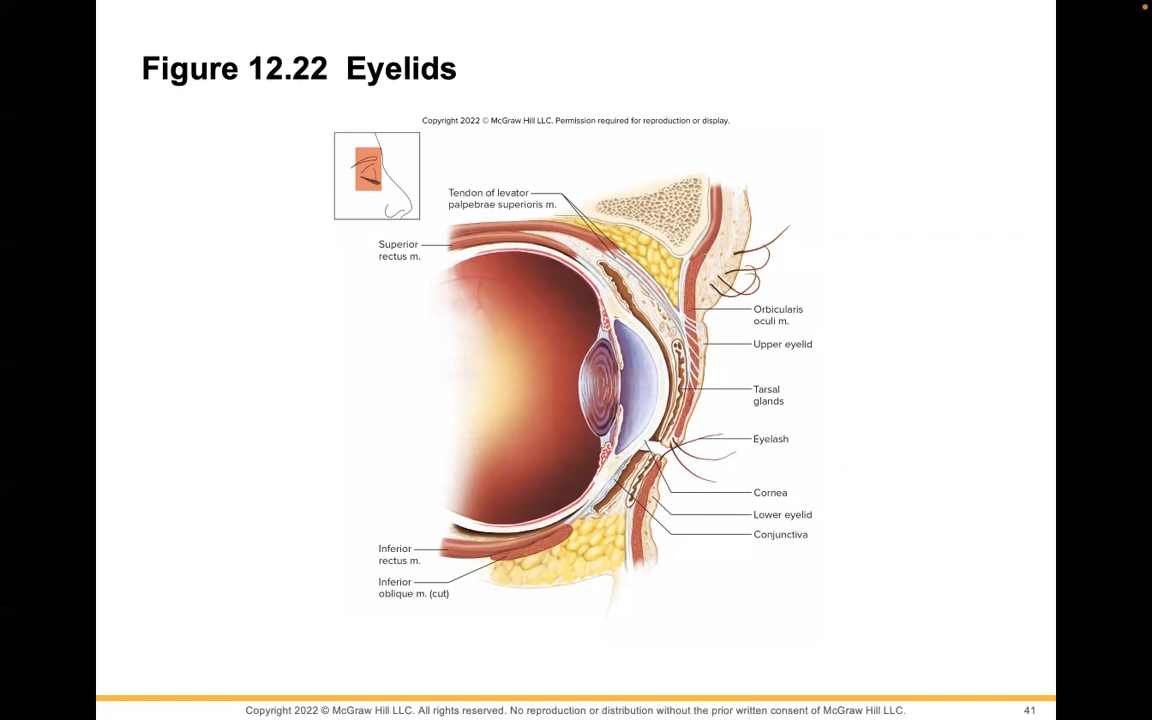 Figure 12.22  Eyelids
Copyright 2022 © McGraw Hill LLC. Permission required for reproduction or display.
Tendon of levator
palpebrae superioris m.
Superior
rectus m.
Orbicularis
oculi m.
Upper eyelid
Tarsal
glands
Eyelash
Cornea
Lower eyelid
Conjunctiva
Inferior
rectus m.
Inferior
oblique m. (cut)
Copyright 2022 © McGraw Hill LLC. All rights reserved. No reproduction or distribution without the prior written consent of McGraw Hill LLC.
41